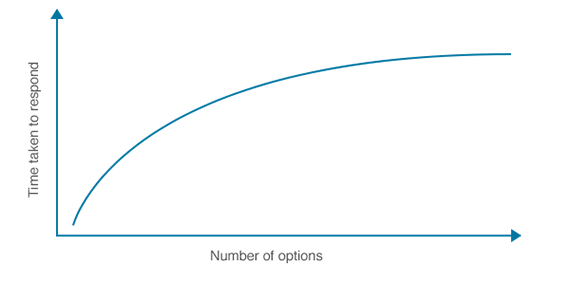 Time taken to respond
Number of options